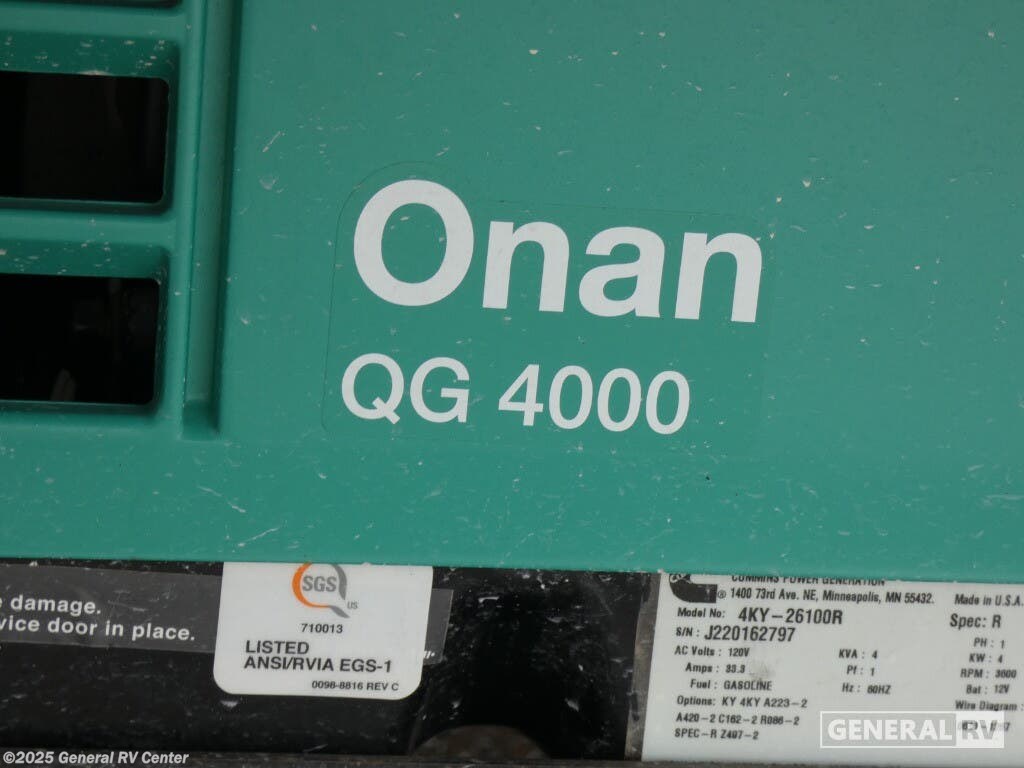 Onan
QG 4000
damage.
vice door in place.
SGS
US
710013
LISTED
ANSI/RVIA EGS-1
0098-8816 REV C
CUMMINS POWER GENERATION
® 1400 73rd Ave. NE, Minneapolis, MN 55432. Made in U.S.A.
Model No: 4KY-26100R Spec: R
S/N: J220162797 PH: 1
AC Volts: 120V KVA: 4 KW: 4
Amps: 33.3 Pf: 1 RPM: 3600
Fuel: GASOLINE Hz: 60HZ Bat: 12V
Options: KY 4KY A223-2 Wire Diagram:
A420-2 C162-2 R086-2
SPEC-R Z497-2
GENERAL RV
©2025 General RV Center